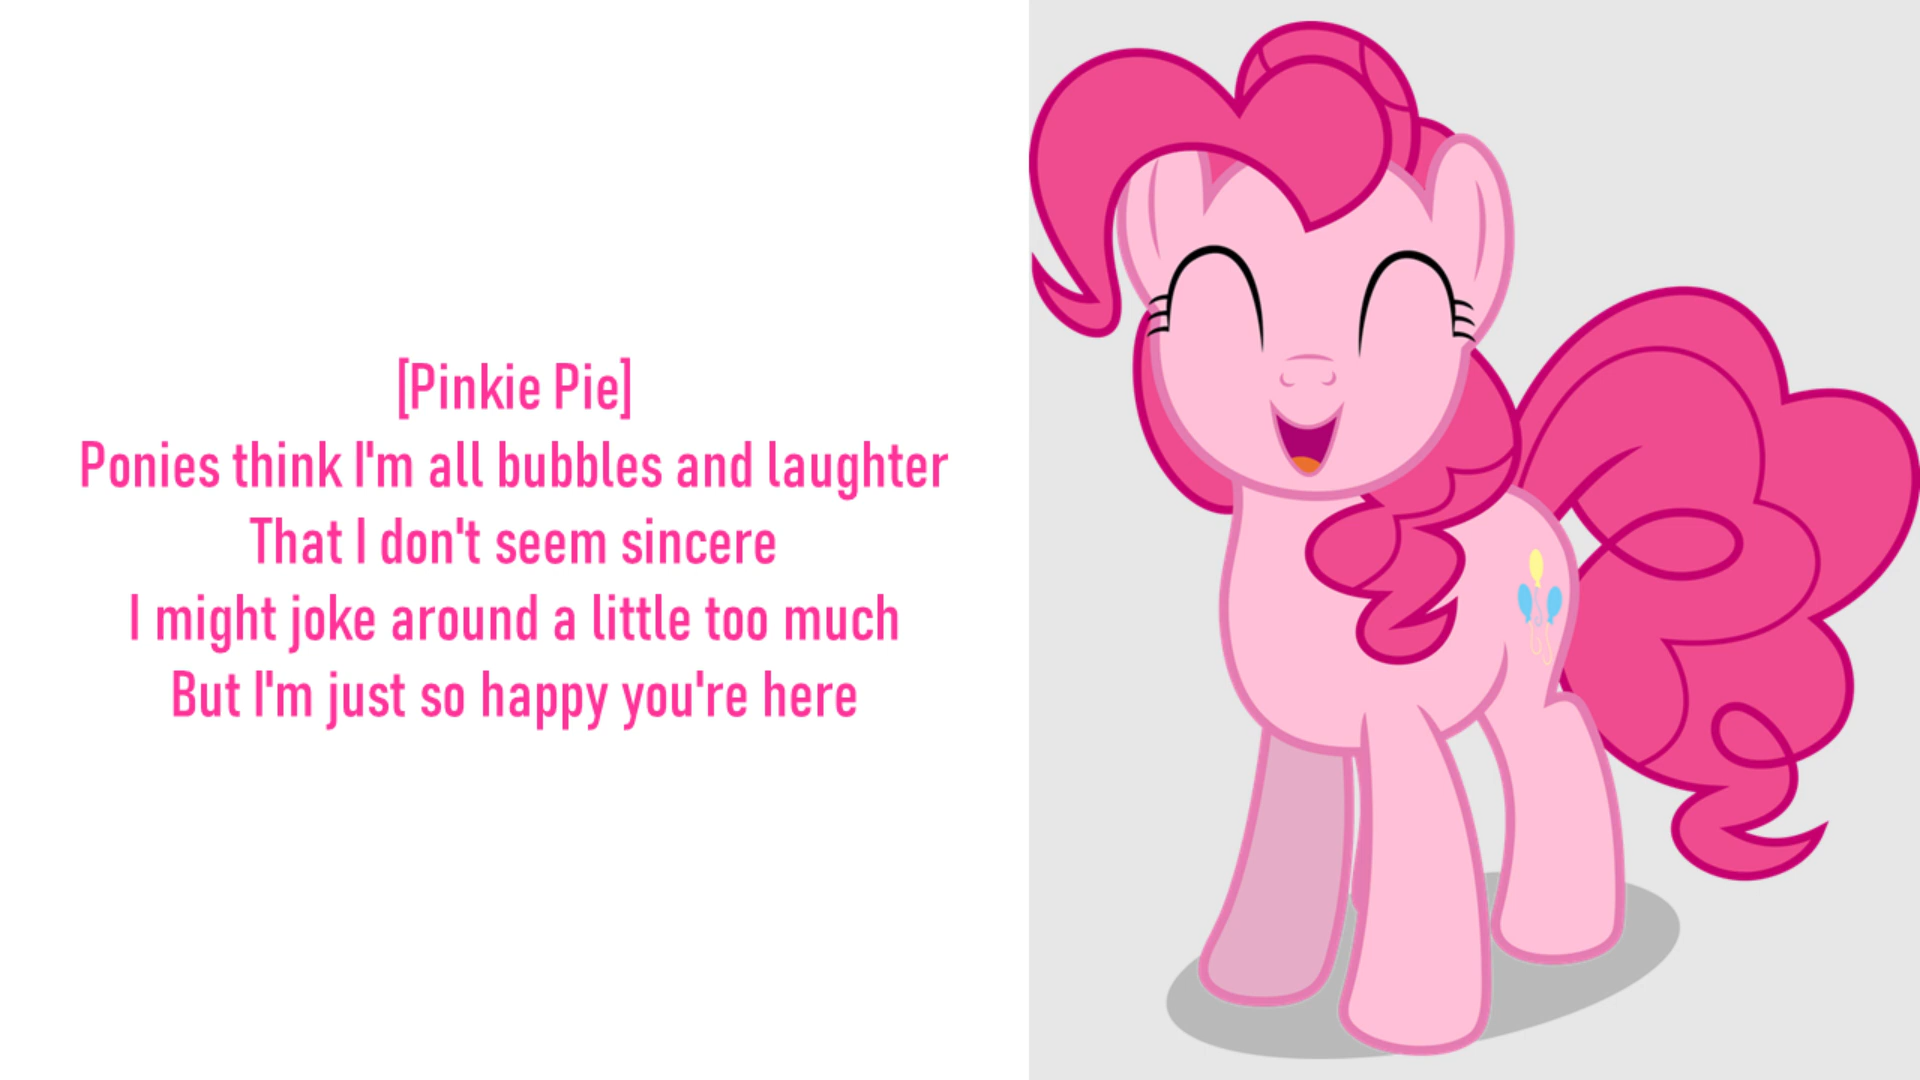 [Pinkie Pie]
Ponies think I'm all bubbles and laughter
That I don't seem sincere
I might joke around a little too much
But I'm just so happy you're here